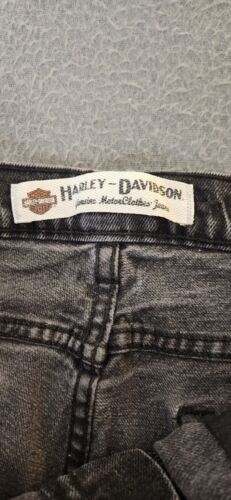 HARLEY-DAVIDSON
Genuine MotorClothes Jeans